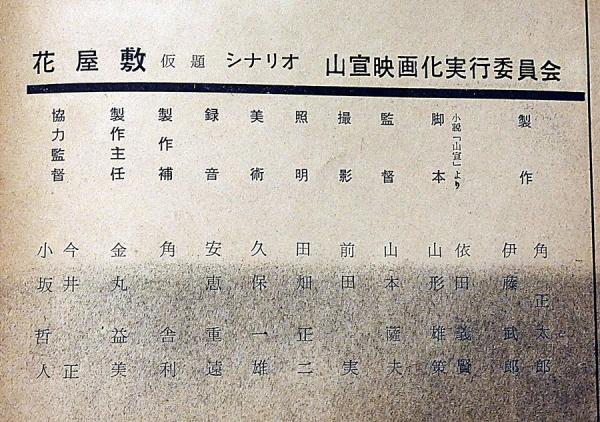 花屋敷 仮題 シナリオ 山宣映画化実行委員会
製作 角正太郎
伊藤武郎
小説「山宣」より
脚本 依田義賢
山形雄策
監督 山本薩夫
撮影 前田実
照明 田畑正二
美術 久保一雄
録音 安恵重遠
製作補 角舎利
製作主任 金丸益美
協力監督 今井正
小坂哲人